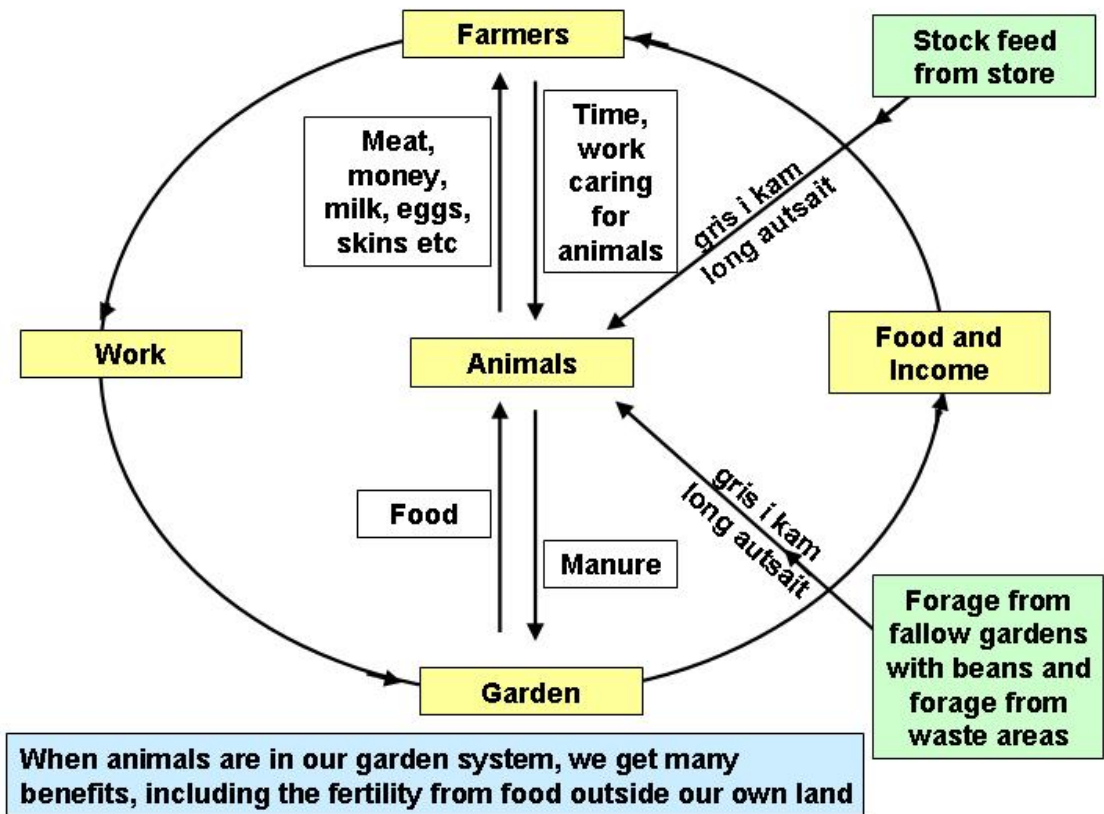 Farmers
Stock feed
from store
Meat,
money,
milk, eggs,
skins etc
Time,
work
caring
for
animals
gris i kam
long autsait
Work
Animals
Food and
Income
Food
Manure
gris i kam
long autsait
Forage from
fallow gardens
with beans and
forage from
waste areas
Garden
When animals are in our garden system, we get many
benefits, including the fertility from food outside our own land